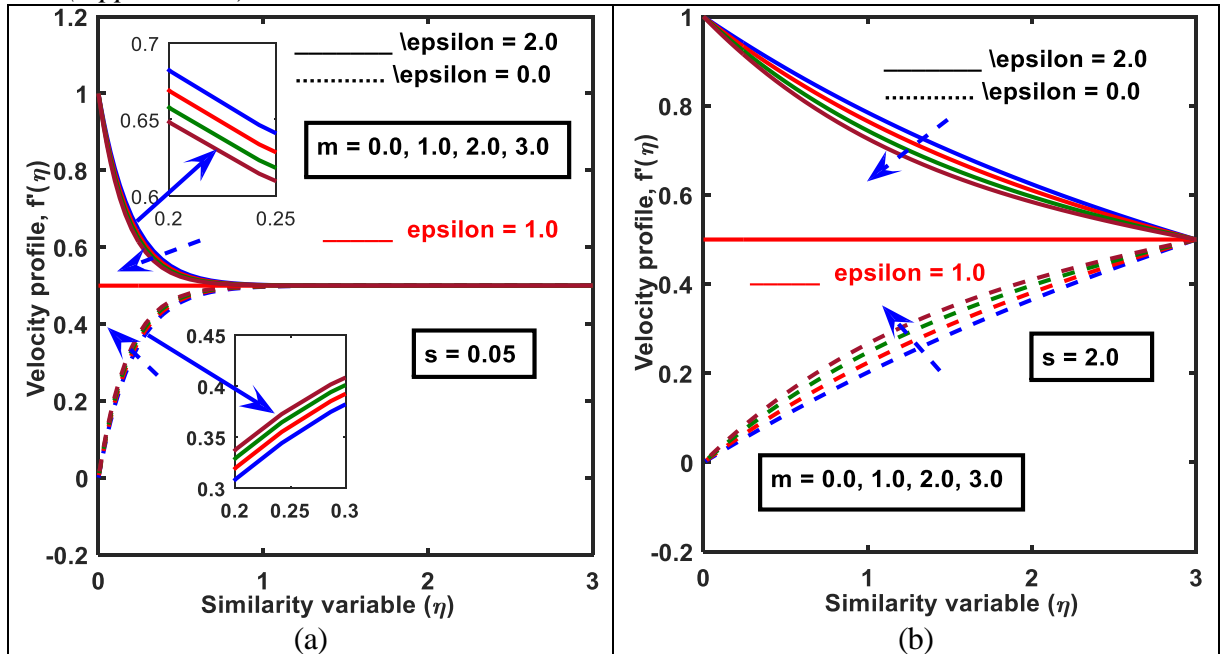 1.2
1
0.8
0.6
0.4
0.2
0
-0.2
Velocity profile, f'(η)
0.7
0.65
0.6
0.2
0.25
_________ \epsilon = 2.0
............. \epsilon = 0.0
m = 0.0, 1.0, 2.0, 3.0
______ epsilon = 1.0
s = 0.05
0.45
0.4
0.35
0.3
0.2 0.25 0.3
0 1 2 3
Similarity variable (η)
(a)
1
0.8
0.6
0.4
0.2
0
-0.2
Velocity profile, f'(η)
_________ \epsilon = 2.0
............ \epsilon = 0.0
______ epsilon = 1.0
s = 2.0
m = 0.0, 1.0, 2.0, 3.0
0 1 2 3
Similarity variable (η)
(b)